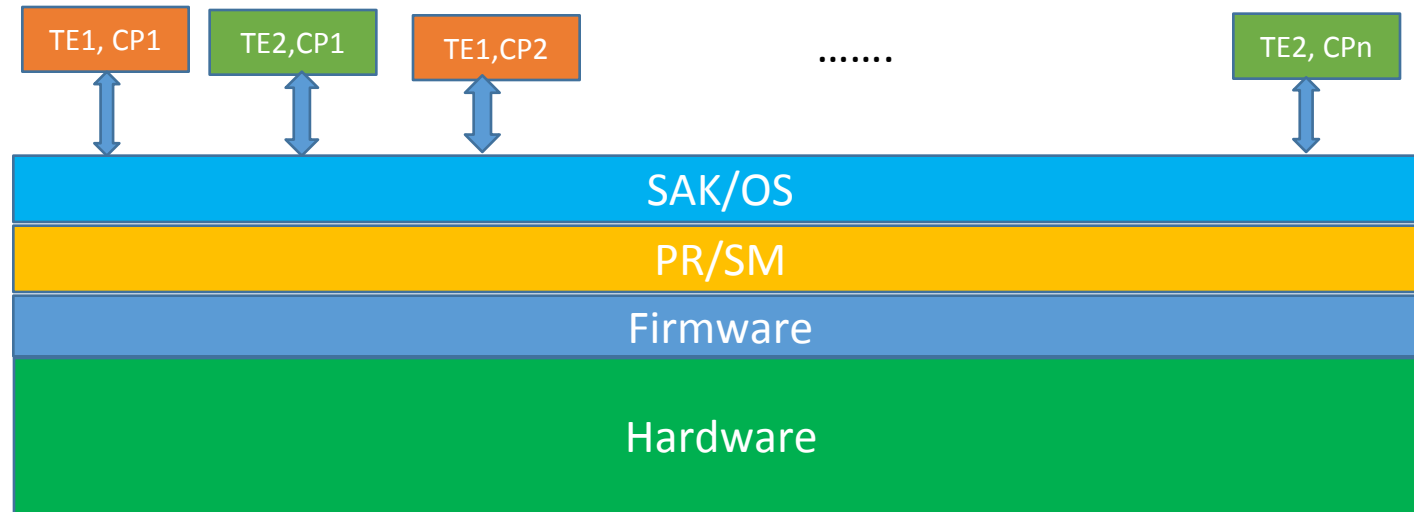 TE1, CP1
TE2,CP1
TE1,CP2
.......
TE2, CPn
SAK/OS
PR/SM
Firmware
Hardware